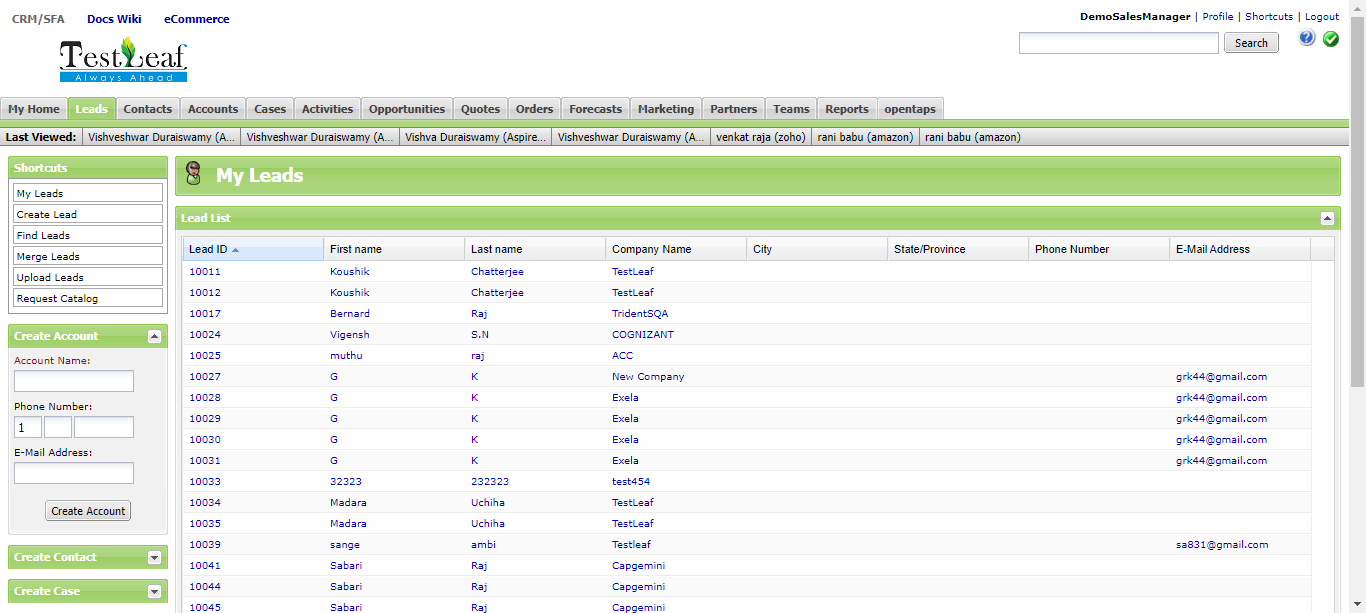 CRM/SFA Docs Wiki eCommerce
DemoSalesManager | Profile | Shortcuts | Logout
TestLeaf
Always Ahead
Search
My Home Leads Contacts Accounts Cases Activities Opportunities Quotes Orders Forecasts Marketing Partners Teams Reports opentaps
Last Viewed: Vishveshwar Duraiswamy (A... Vishveshwar Duraiswamy (A... Vishva Duraiswamy (Aspire... Vishveshwar Duraiswamy (A... venkat raja (zoho) rani babu (amazon) rani babu (amazon)
Shortcuts
My Leads
Create Lead
Find Leads
Merge Leads
Upload Leads
Request Catalog
Create Account
Account Name:
Phone Number:
1
E-Mail Address:
Create Account
Create Contact
Create Case
My Leads
Lead List
Lead ID First name Last name Company Name City State/Province Phone Number E-Mail Address
10011 Koushik Chatterjee TestLeaf
10012 Koushik Chatterjee TestLeaf
10017 Bernard Raj TridentSQA
10024 Vigensh S.N COGNIZANT
10025 muthu raj ACC
10027 G K New Company grk44@gmail.com
10028 G K Exela grk44@gmail.com
10029 G K Exela grk44@gmail.com
10030 G K Exela grk44@gmail.com
10031 G K Exela grk44@gmail.com
10033 32323 232323 test454
10034 Madara Uchiha TestLeaf
10035 Madara Uchiha TestLeaf
10039 sange ambi Testleaf sa831@gmail.com
10041 Sabari Raj Capgemini
10044 Sabari Raj Capgemini
10045 Sabari Raj Capgemini